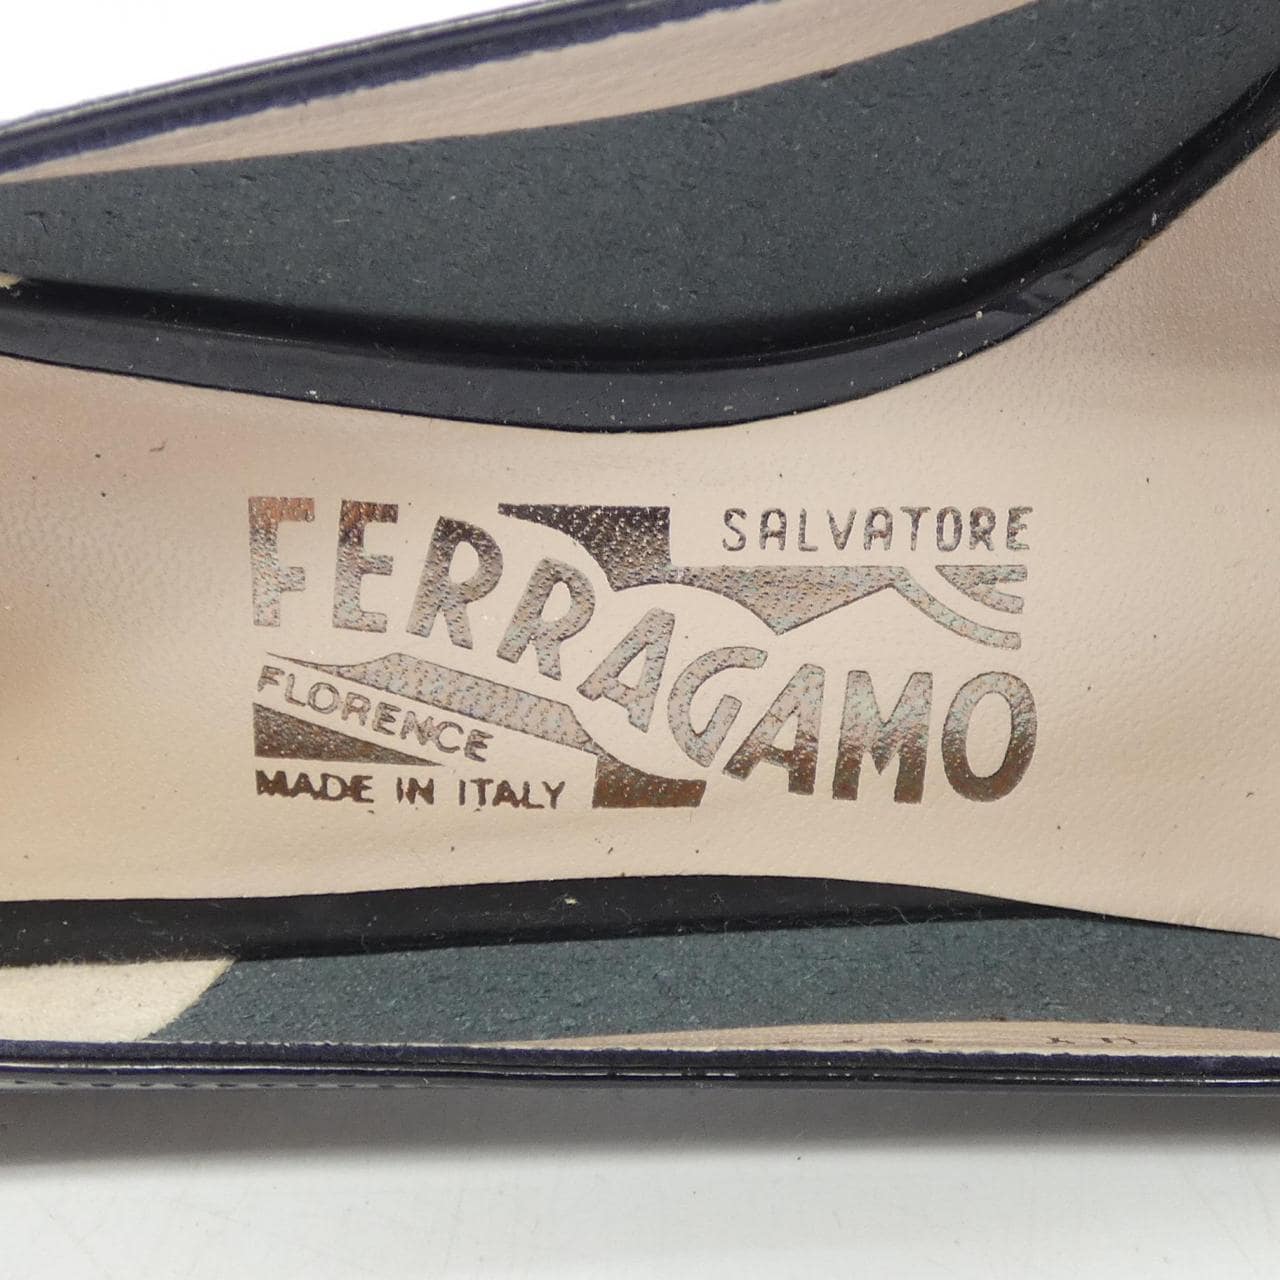 SALVATORE
FERRAGAMO
FLORENCE
MADE IN ITALY